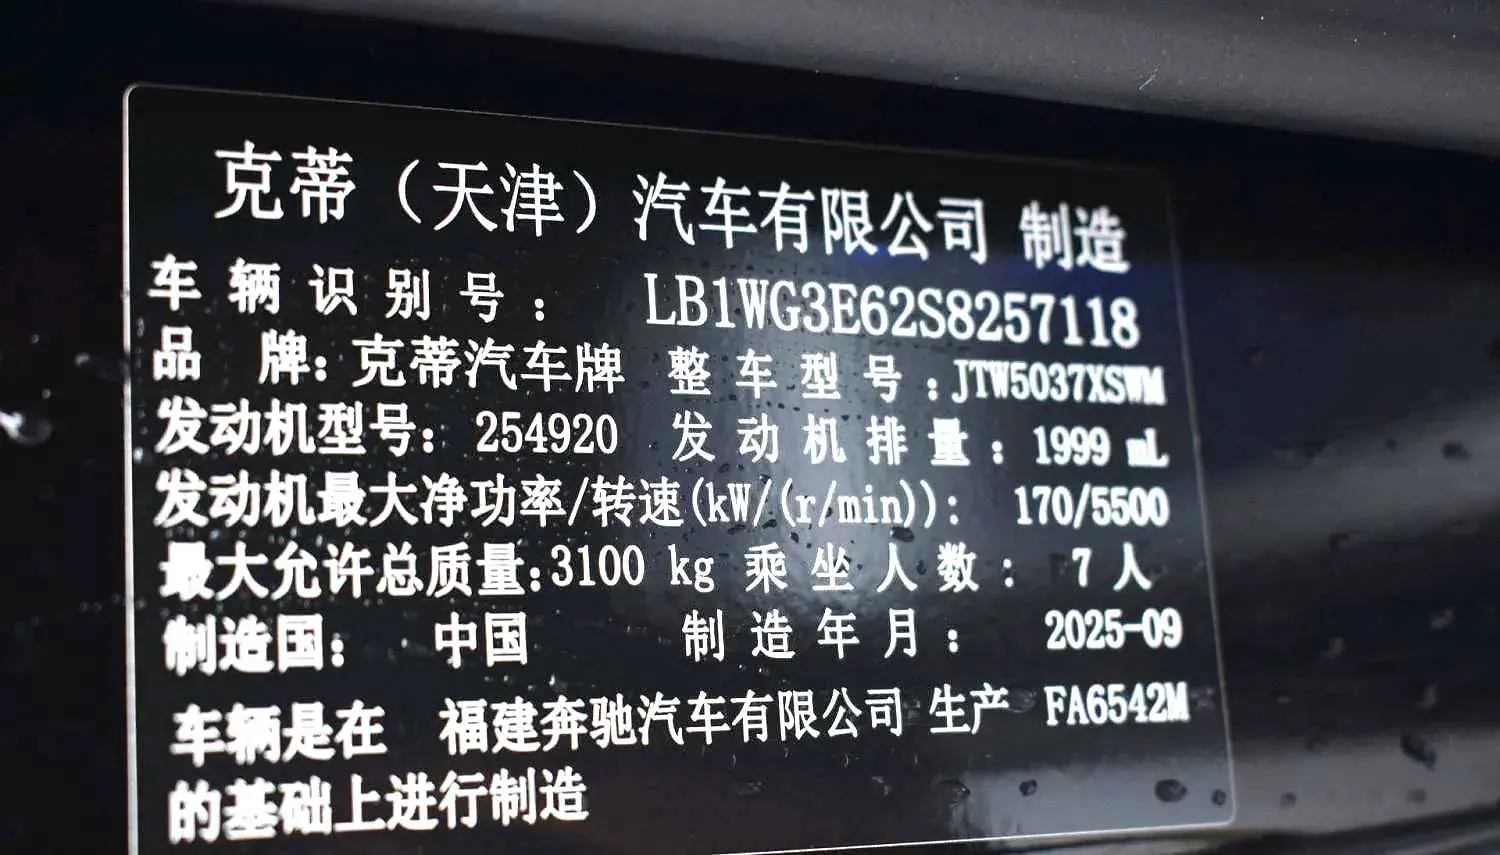 克蒂（天津）汽车有限公司 制造
车辆识别号： LB1WG3E62S8257118
品 牌：克蒂汽车牌 整车型号：JTW5037XSWM
发动机型号：254920 发动机排量：1999 mL
发动机最大净功率/转速(kW/(r/min))： 170/5500
最大允许总质量：3100 kg 乘坐人数： 7人
制造国： 中国 制造年月： 2025-09
车辆是在 福建奔驰汽车有限公司 生产 FA6542M
的基础上进行制造